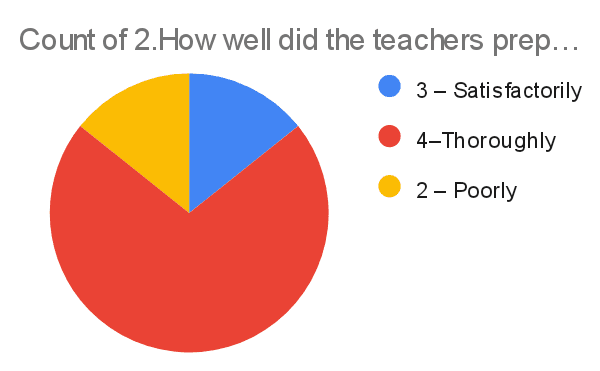 Count of 2.How well did the teachers prep…
3 – Satisfactorily
4–Thoroughly
2 – Poorly